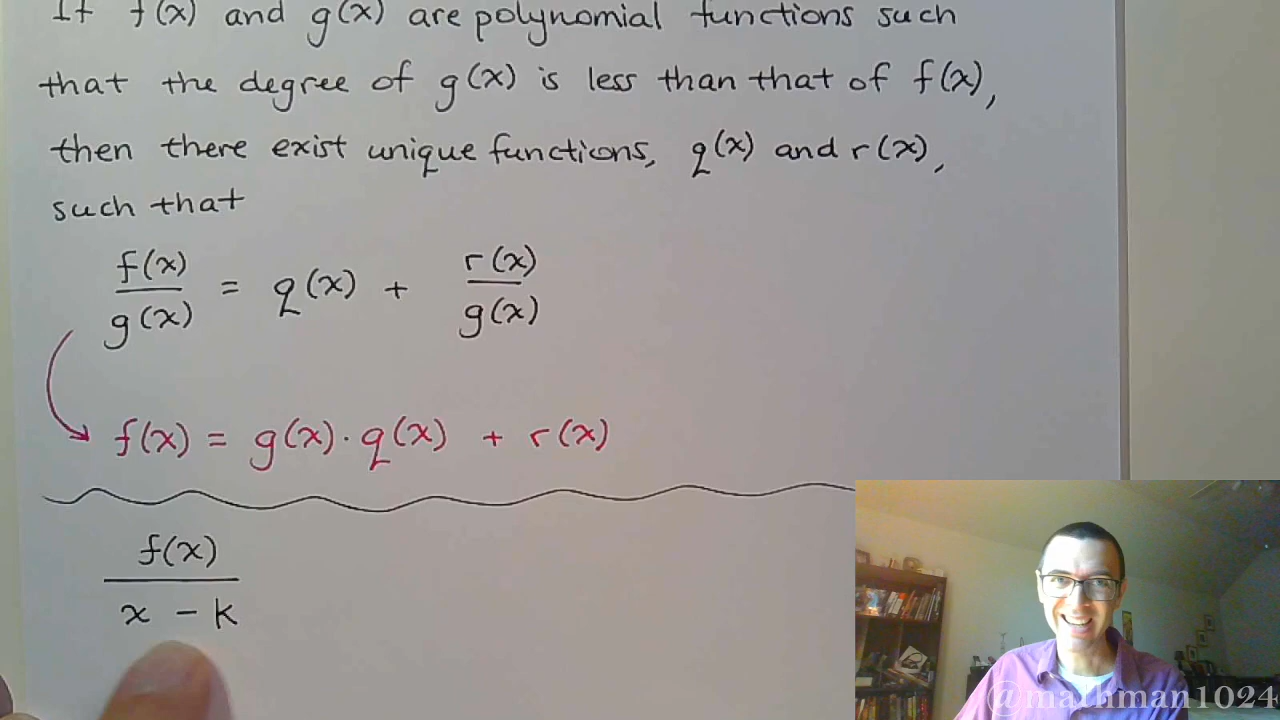 If f(x) and g(x) are polynomial functions such
that the degree of g(x) is less than that of f(x),
then there exist unique functions, q(x) and r(x),
such that
f(x)/g(x) = q(x) + r(x)/g(x)
f(x) = g(x)·q(x) + r(x)
f(x)
x - k
@mathman1024